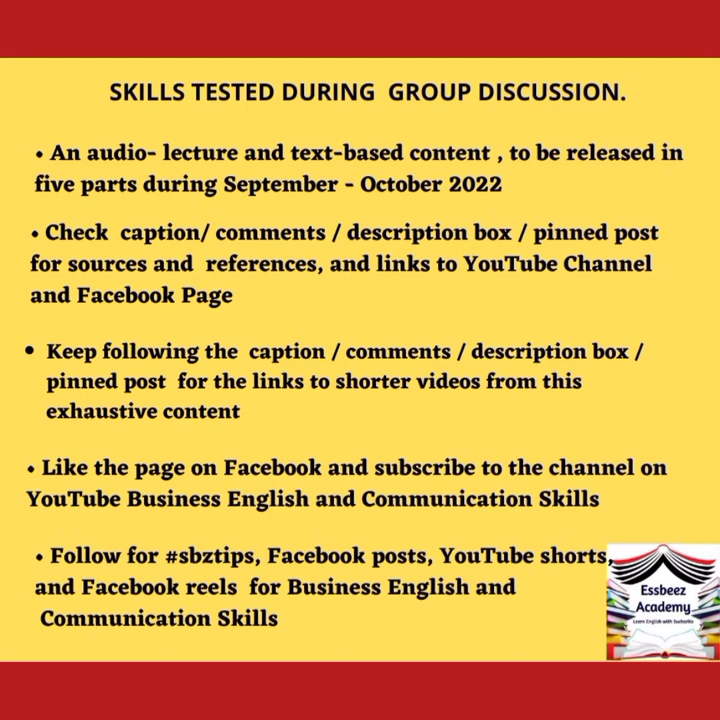 SKILLS TESTED DURING GROUP DISCUSSION.
• An audio- lecture and text-based content , to be released in
five parts during September - October 2022
• Check caption/ comments / description box / pinned post
for sources and references, and links to YouTube Channel
and Facebook Page
• Keep following the caption / comments / description box /
pinned post for the links to shorter videos from this
exhaustive content
• Like the page on Facebook and subscribe to the channel on
YouTube Business English and Communication Skills
• Follow for #sbztips, Facebook posts, YouTube shorts,
and Facebook reels for Business English and
Communication Skills
Essbeez
Academy
Learn English with